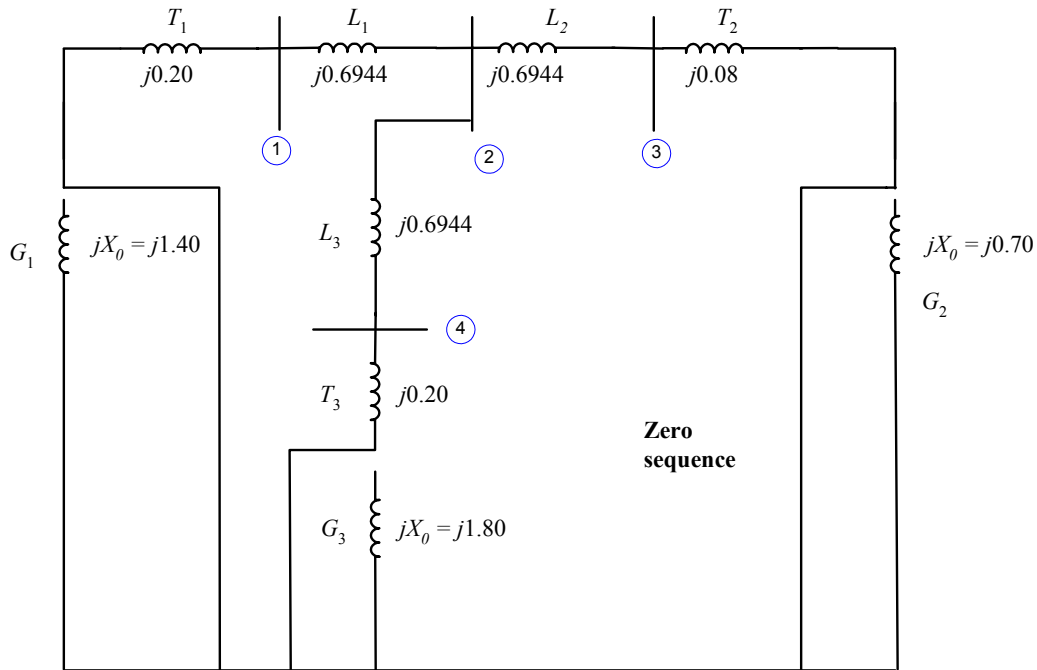 T₁ L₁ L₂ T₂
j0.20 j0.6944 j0.6944 j0.08
1 2 3
L₃ j0.6944
G₁ jX₀ = j1.40 jX₀ = j0.70
G₂
4
T₃ j0.20
Zero
sequence
G₃ jX₀ = j1.80